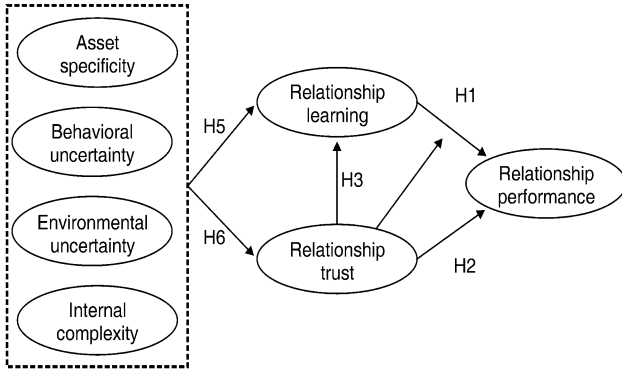 Asset
specificity
Behavioral
uncertainty
Environmental
uncertainty
Internal
complexity
H5
H6
Relationship
learning
H3
Relationship
trust
H1
H2
Relationship
performance